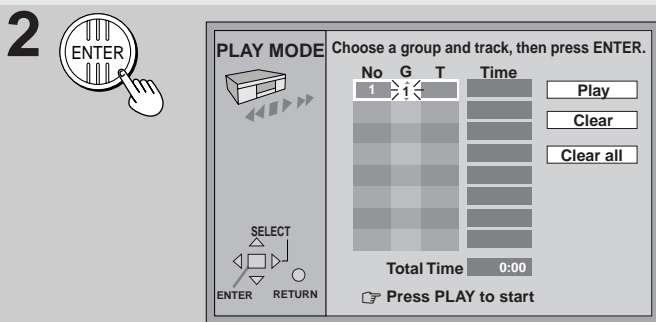 2
ENTER
PLAY MODE
Choose a group and track, then press ENTER.
No G T Time
1 1
Play
Clear
Clear all
SELECT
ENTER RETURN
Total Time 0:00
☞ Press PLAY to start